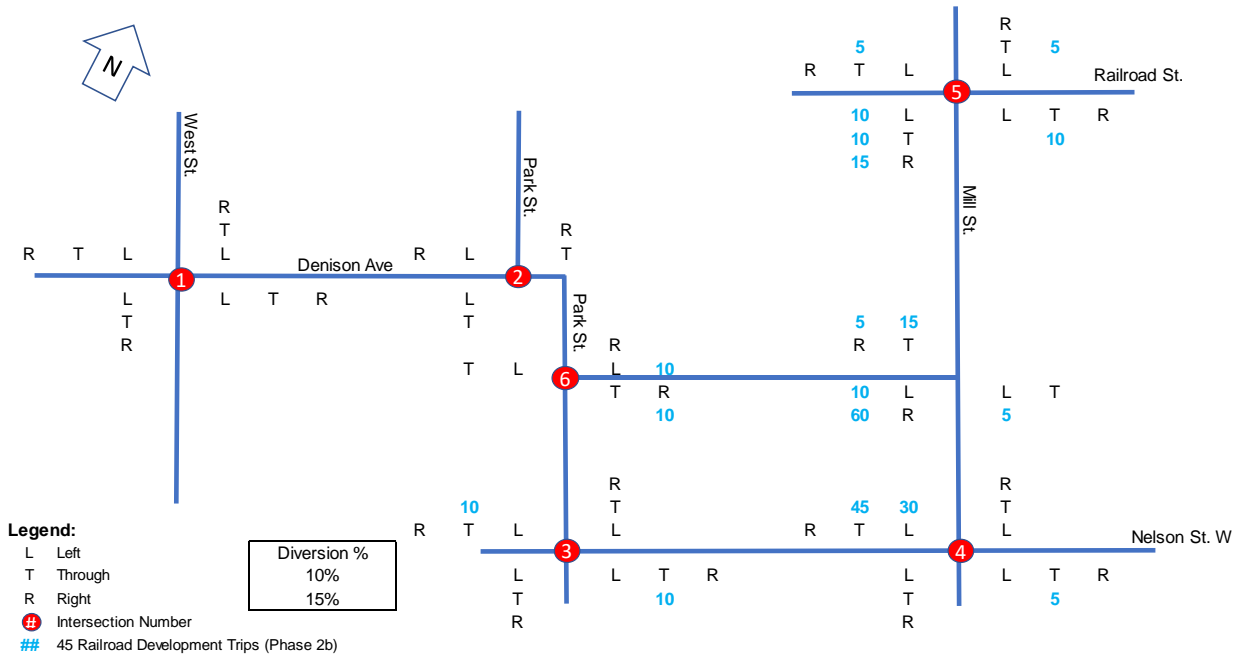 R
5
T
5
R T L
L
Railroad St.
5
N
10 L
L T R
10 T
10
15 R
West St.
Park St.
Mill St.
R
T
R
R T L
L
Denison Ave
R L
T
1
2
L
L T R
L
T
T
R
Park St.
5 15
R
R T
T L
L 10
6
T R
10 L
L T
10
60 R
5
R
R
10
T
45 30
T
Legend:
R T L
L
R T L
L
Nelson St. W
L Left
Diversion %
3
4
T Through
10%
L
L T R
L
L T R
R Right
15%
T
10
T
5
# Intersection Number
R
R
## 45 Railroad Development Trips (Phase 2b)